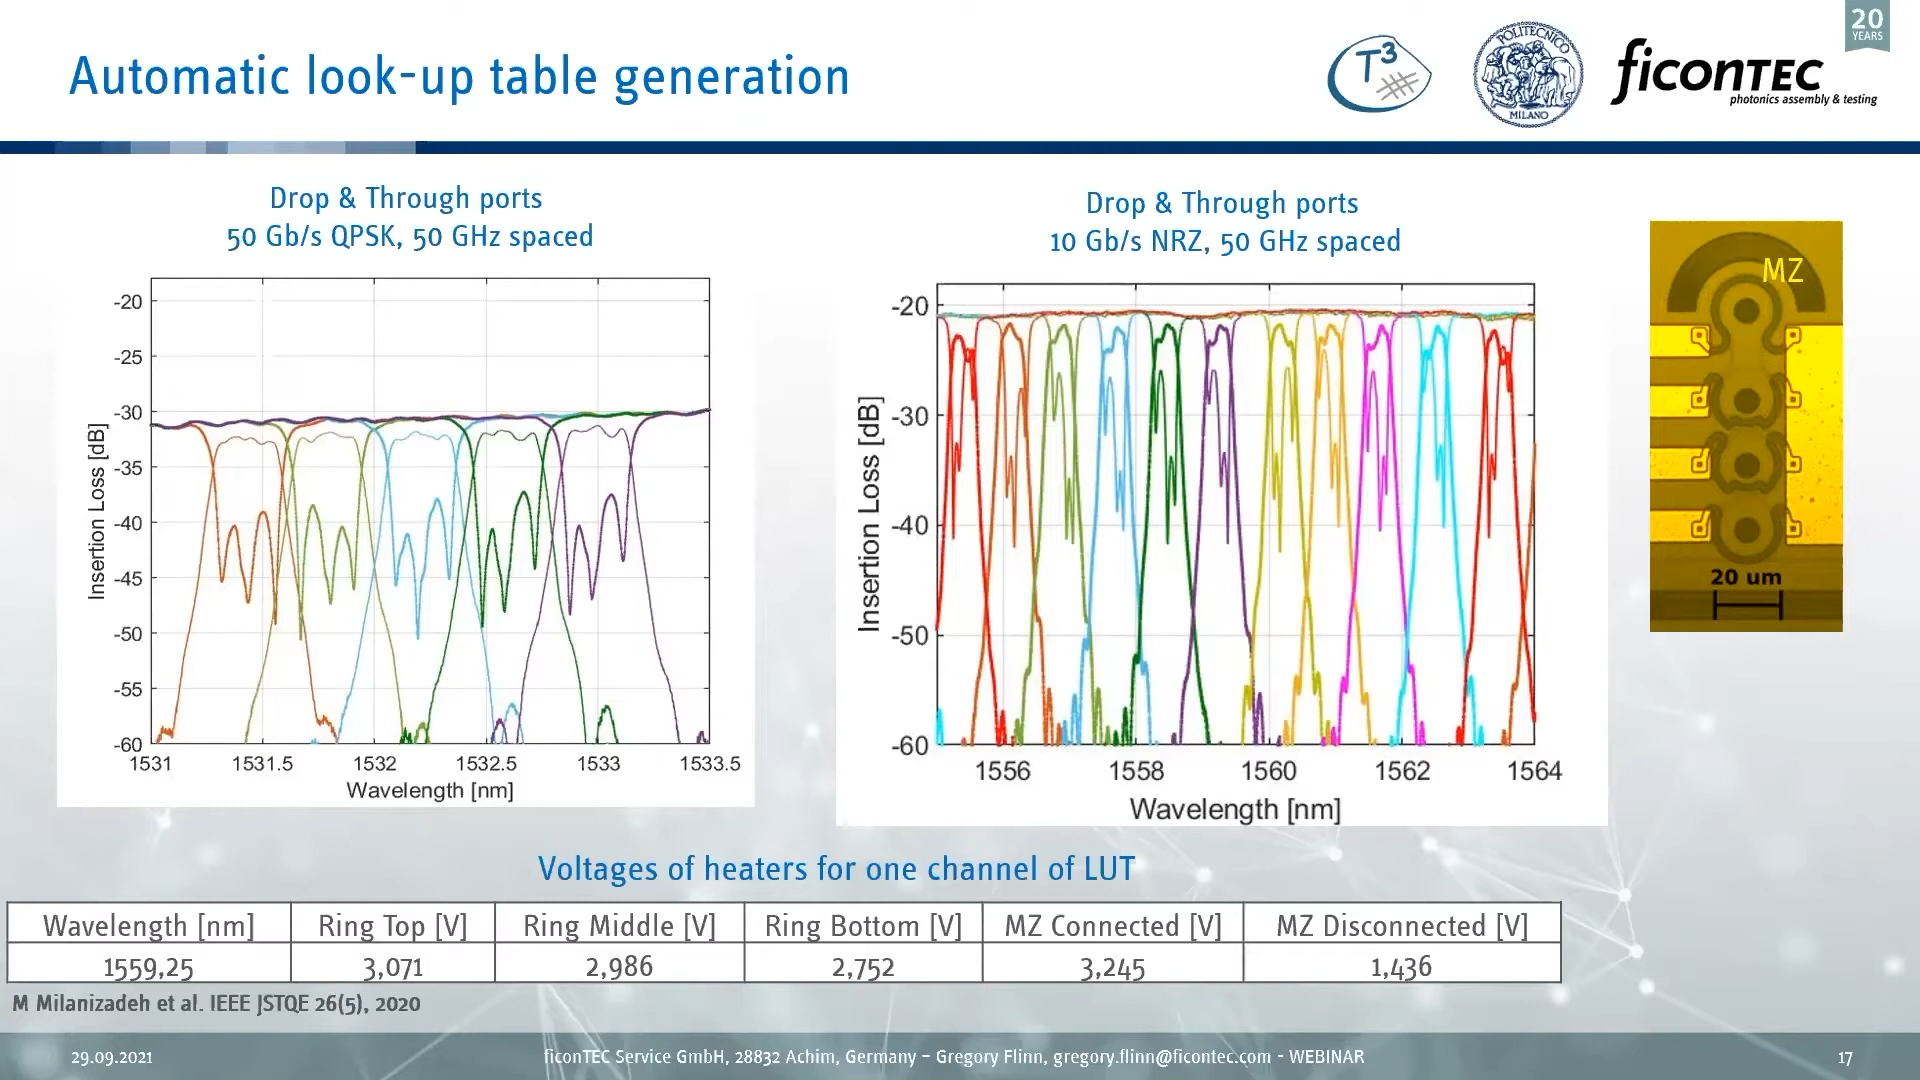 20
YEARS
Automatic look-up table generation
T³
POLITECNICO
MILANO
ficonTEC
photonics assembly & testing
Drop & Through ports
50 Gb/s QPSK, 50 GHz spaced
-20
-25
-30
-35
-40
-45
-50
-55
-60
Insertion Loss [dB]
1531 1531.5 1532 1532.5 1533 1533.5
Wavelength [nm]
Drop & Through ports
10 Gb/s NRZ, 50 GHz spaced
-20
-30
-40
-50
-60
Insertion Loss [dB]
1556 1558 1560 1562 1564
Wavelength [nm]
MZ
20 um
Voltages of heaters for one channel of LUT
Wavelength [nm] Ring Top [V] Ring Middle [V] Ring Bottom [V] MZ Connected [V] MZ Disconnected [V]
1559,25 3,071 2,986 2,752 3,245 1,436
M Milanizadeh et al. IEEE JSTQE 26(5), 2020
29.09.2021 ficonTEC Service GmbH, 28832 Achim, Germany – Gregory Flinn, gregory.flinn@ficontec.com - WEBINAR 17